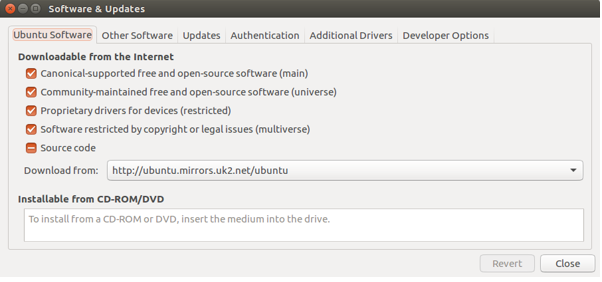 Software & Updates
Ubuntu Software Other Software Updates Authentication Additional Drivers Developer Options
Downloadable from the Internet
Canonical-supported free and open-source software (main)
Community-maintained free and open-source software (universe)
Proprietary drivers for devices (restricted)
Software restricted by copyright or legal issues (multiverse)
Source code
Download from: http://ubuntu.mirrors.uk2.net/ubuntu
Installable from CD-ROM/DVD
To install from a CD-ROM or DVD, insert the medium into the drive.
Revert Close